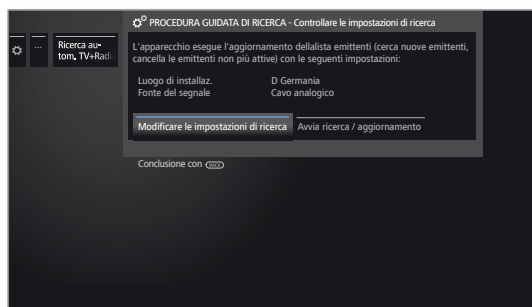 PROCEDURA GUIDATA DI RICERCA - Controllare le impostazioni di ricerca
...
Ricerca au-
tom. TV+Radi
L'apparecchio esegue l'aggiornamento dellalista emittenti (cerca nuove emittenti,
cancella le emittenti non più attive) con le seguenti impostazioni:
Luogo di installaz. D Germania
Fonte del segnale Cavo analogico
Modificare le impostazioni di ricerca Avvia ricerca / aggiornamento
Conclusione con BACK